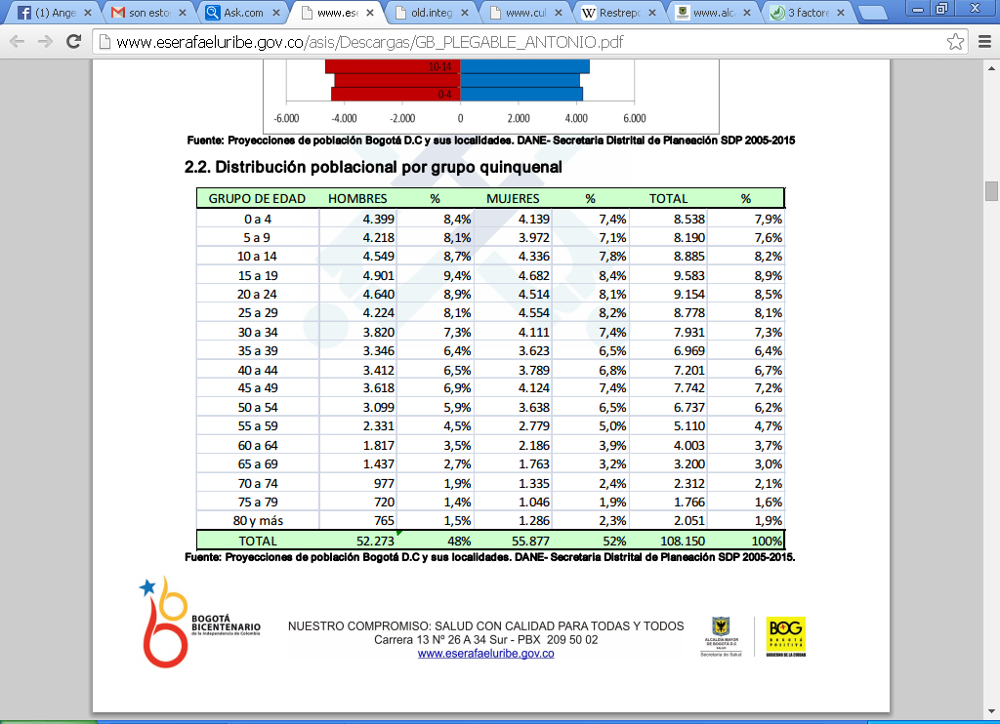 (1) Ange
son esto
Ask.com
www.ese
old.integ
www.cul
Restrep
www.alc
3 factore
www.eserafaeluribe.gov.co/asis/Descargas/GB_PLEGABLE_ANTONIO.pdf
10-14
0-4
-6.000 -4.000 -2.000 0 2.000 4.000 6.000
Fuente: Proyecciones de población Bogotá D.C y sus localidades. DANE- Secretaria Distrital de Planeación SDP 2005-2015
2.2. Distribución poblacional por grupo quinquenal
GRUPO DE EDAD HOMBRES % MUJERES % TOTAL %
0 a 4 4.399 8,4% 4.139 7,4% 8.538 7,9%
5 a 9 4.218 8,1% 3.972 7,1% 8.190 7,6%
10 a 14 4.549 8,7% 4.336 7,8% 8.885 8,2%
15 a 19 4.901 9,4% 4.682 8,4% 9.583 8,9%
20 a 24 4.640 8,9% 4.514 8,1% 9.154 8,5%
25 a 29 4.224 8,1% 4.554 8,2% 8.778 8,1%
30 a 34 3.820 7,3% 4.111 7,4% 7.931 7,3%
35 a 39 3.346 6,4% 3.623 6,5% 6.969 6,4%
40 a 44 3.412 6,5% 3.789 6,8% 7.201 6,7%
45 a 49 3.618 6,9% 4.124 7,4% 7.742 7,2%
50 a 54 3.099 5,9% 3.638 6,5% 6.737 6,2%
55 a 59 2.331 4,5% 2.779 5,0% 5.110 4,7%
60 a 64 1.817 3,5% 2.186 3,9% 4.003 3,7%
65 a 69 1.437 2,7% 1.763 3,2% 3.200 3,0%
70 a 74 977 1,9% 1.335 2,4% 2.312 2,1%
75 a 79 720 1,4% 1.046 1,9% 1.766 1,6%
80 y más 765 1,5% 1.286 2,3% 2.051 1,9%
TOTAL 52.273 48% 55.877 52% 108.150 100%
Fuente: Proyecciones de población Bogotá D.C y sus localidades. DANE- Secretaria Distrital de Planeación SDP 2005-2015.
BOGOTÁ
BICENTENARIO
de la Independencia de Colombia
NUESTRO COMPROMISO: SALUD CON CALIDAD PARA TODAS Y TODOS
Carrera 13 Nº 26 A 34 Sur - PBX 209 50 02
www.eserafaeluribe.gov.co
ALCALDÍA MAYOR
DE BOGOTÁ D.C.
SALUD
Secretaría de Salud
BOG
BOGOTÁ
POSITIVA
GOBIERNO DE LA CIUDAD